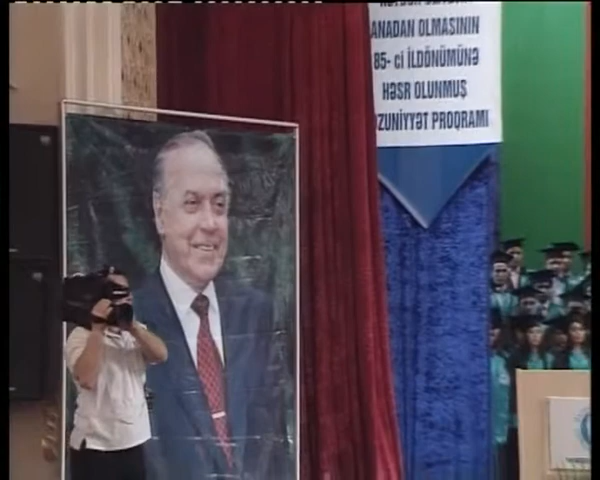 ANADAN OLMASININ
85- ci İLDÖNÜMÜNƏ
HƏSR OLUNMUŞ
ZUNİYYƏT PROQRAMI